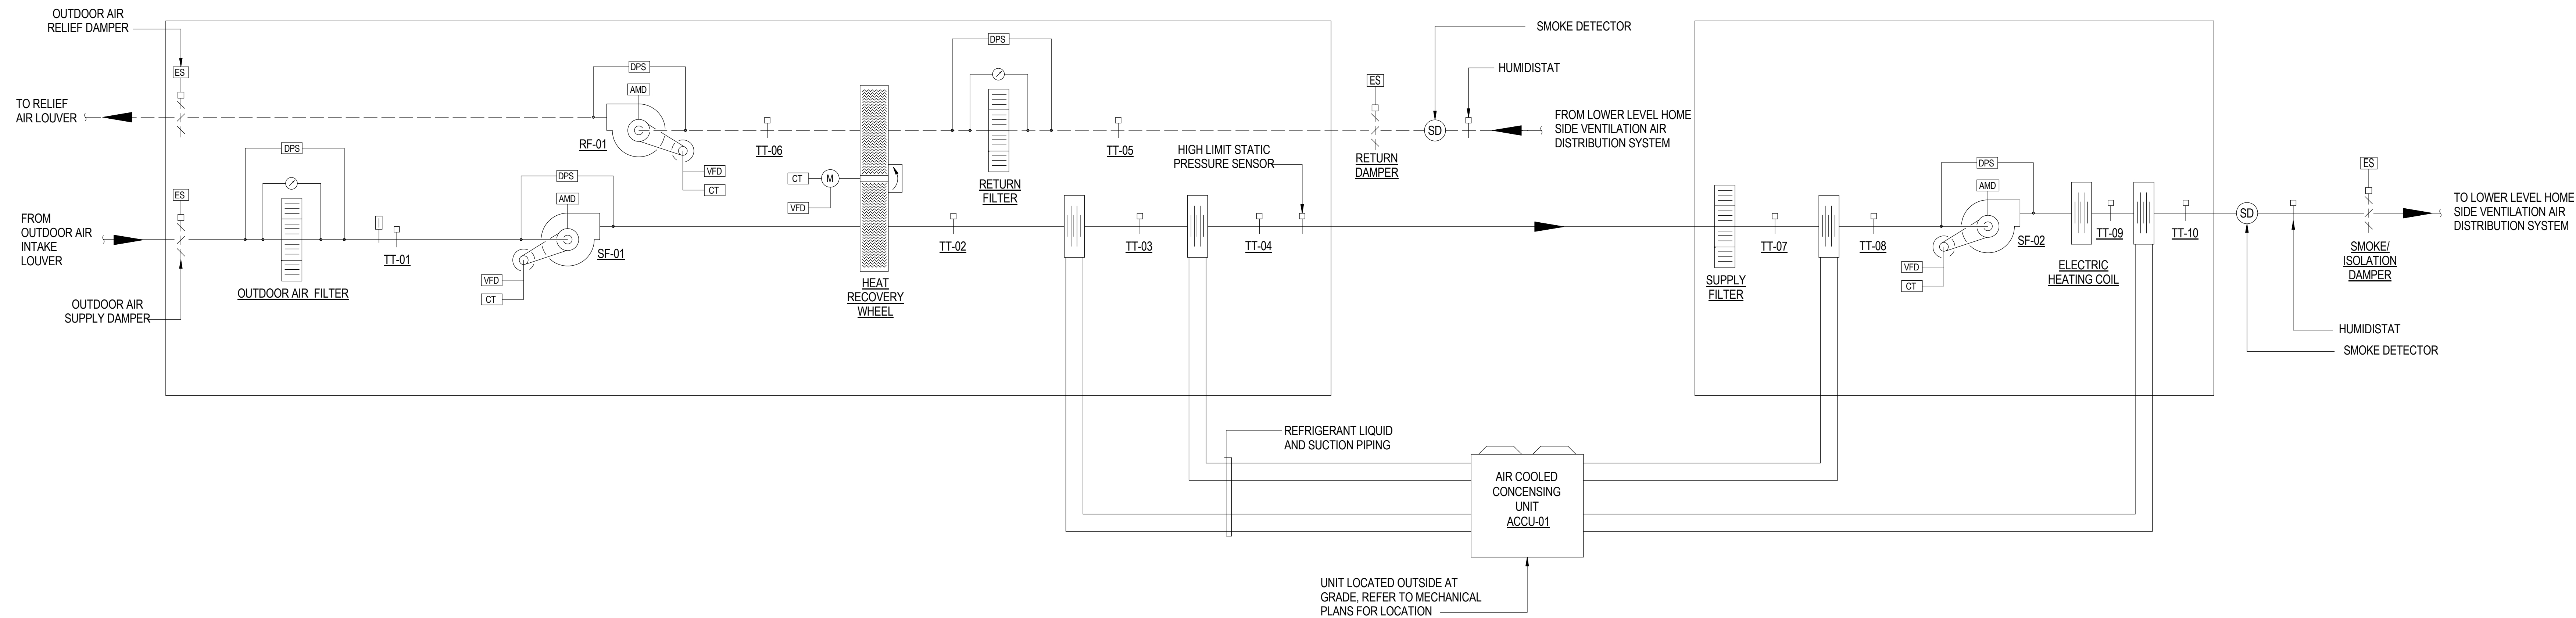 OUTDOOR AIR
RELIEF DAMPER
ES
TO RELIEF
AIR LOUVER
DPS
AMD
RF-01
VFD
CT
TT-06
DPS
RETURN
FILTER
TT-05
ES
RETURN
DAMPER
SMOKE DETECTOR
SD
HUMIDISTAT
FROM LOWER LEVEL HOME
SIDE VENTILATION AIR
DISTRIBUTION SYSTEM
HIGH LIMIT STATIC
PRESSURE SENSOR
FROM
OUTDOOR AIR
INTAKE
LOUVER
ES
OUTDOOR AIR
SUPPLY DAMPER
DPS
OUTDOOR AIR FILTER
TT-01
DPS
AMD
SF-01
VFD
CT
CT
M
VFD
HEAT
RECOVERY
WHEEL
TT-02
TT-03
TT-04
SUPPLY
FILTER
TT-07
TT-08
DPS
AMD
SF-02
VFD
CT
ELECTRIC
HEATING COIL
TT-09
TT-10
SD
ES
SMOKE/
ISOLATION
DAMPER
TO LOWER LEVEL HOME
SIDE VENTILATION AIR
DISTRIBUTION SYSTEM
HUMIDISTAT
SMOKE DETECTOR
REFRIGERANT LIQUID
AND SUCTION PIPING
AIR COOLED
CONCENSING
UNIT
ACCU-01
UNIT LOCATED OUTSIDE AT
GRADE, REFER TO MECHANICAL
PLANS FOR LOCATION